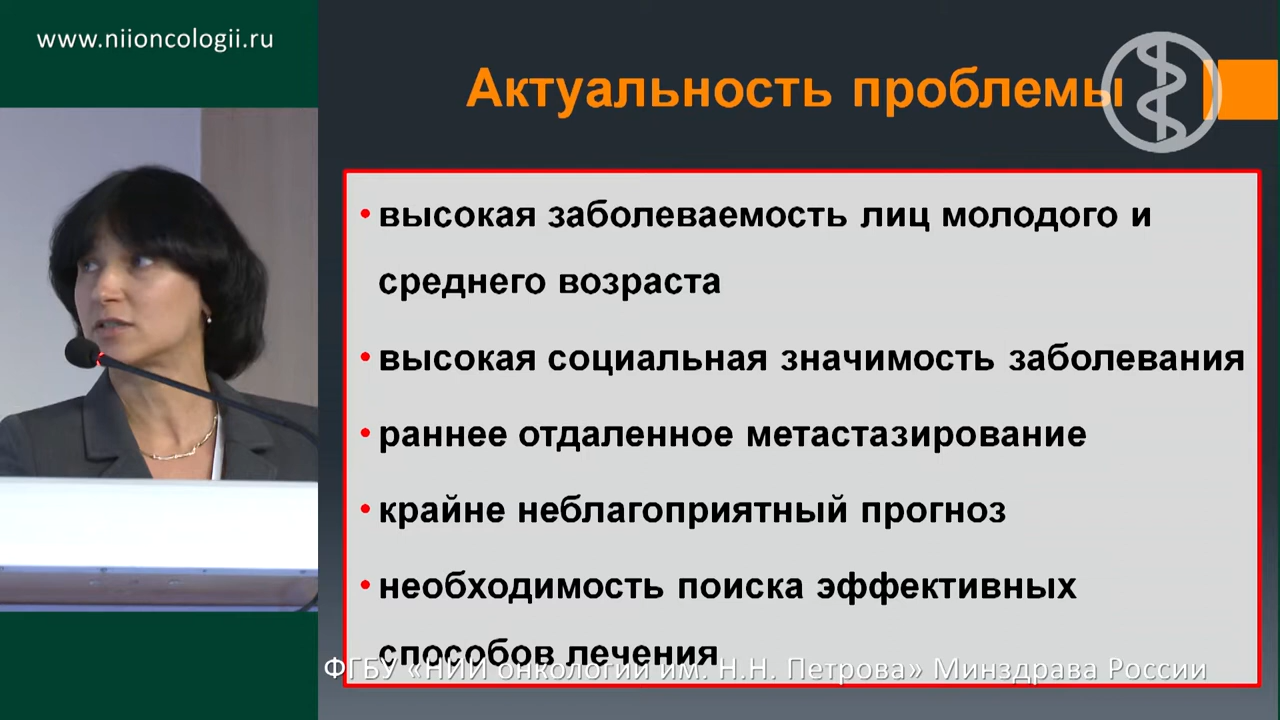 www.niioncologii.ru
Актуальность проблемы
• высокая заболеваемость лиц молодого и
среднего возраста
• высокая социальная значимость заболевания
• раннее отдаленное метастазирование
• крайне неблагоприятный прогноз
• необходимость поиска эффективных
способов лечения
ФГБУ «НИИ онкологии им. Н.Н. Петрова» Минздрава России